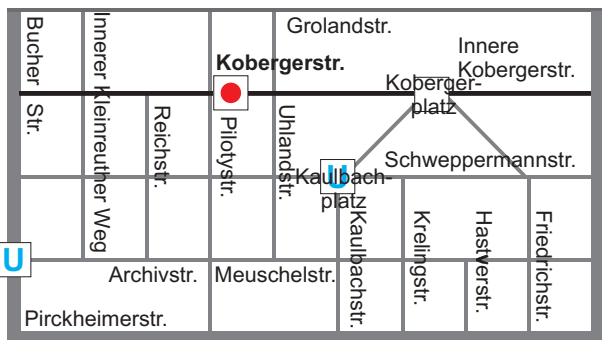 Grolandstr.
Innere
Kobergerstr.
Bucher
Str.
Innerer Kleinreuther Weg
Kobergerstr.
Koberger-
platz
Reichstr.
Pilotystr.
Uhlandstr.
Schweppermannstr.
U
Kaulbach-
platz
Kaulbachstr.
Krelingstr.
Hastverstr.
Friedrichstr.
U
Archivstr.
Meuschelstr.
Pirckheimerstr.